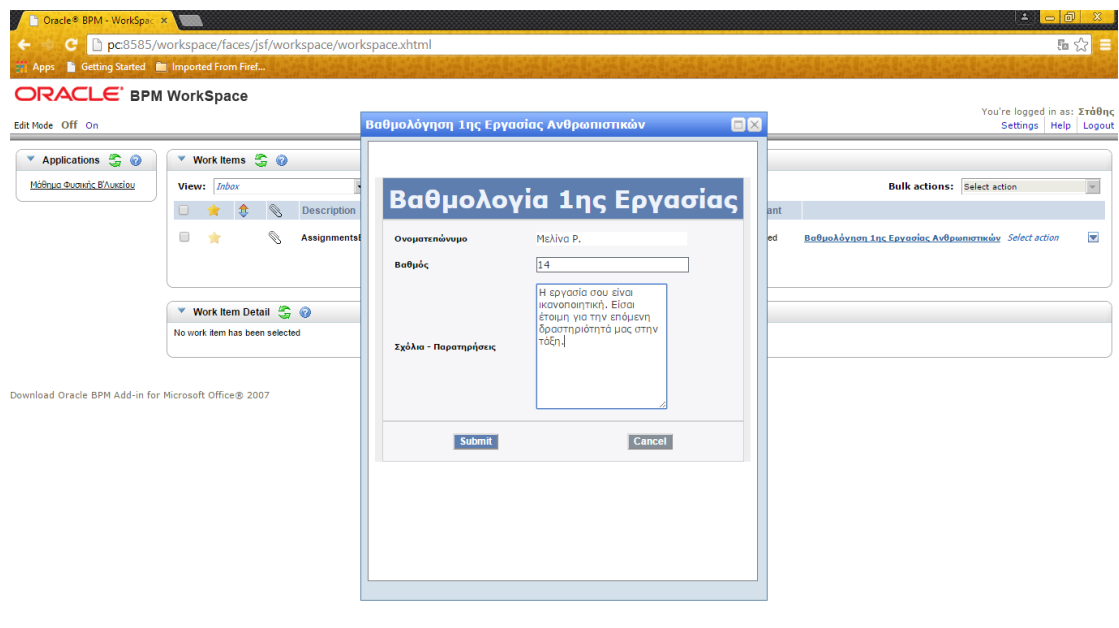 Oracle® BPM - WorkSpac ×
pc:8585/workspace/faces/jsf/workspace/workspace.xhtml
Apps Getting Started Imported From Firef...
ORACLE BPM WorkSpace
You're logged in as: Στάθης
Edit Mode Off On
Settings Help Logout
Applications
Μάθημα Φυσικής Β'Λυκείου
Work Items
View: Inbox
Bulk actions: Select action
Description
ant
AssignmentsE
ed
Βαθμολόγηση 1ης Εργασίας Ανθρωπιστικών Select action
Work Item Detail
No work item has been selected
Download Oracle BPM Add-in for Microsoft Office® 2007
Βαθμολόγηση 1ης Εργασίας Ανθρωπιστικών
Βαθμολογία 1ης Εργασίας
Ονοματεπώνυμο Μελίνα Ρ.
Βαθμός 14
Σχόλια - Παρατηρήσεις
Η εργασία σου είναι
ικανοποιητική. Είσαι
έτοιμη για την επόμενη
δραστηριότητά μας στην
τάξη.
Submit Cancel